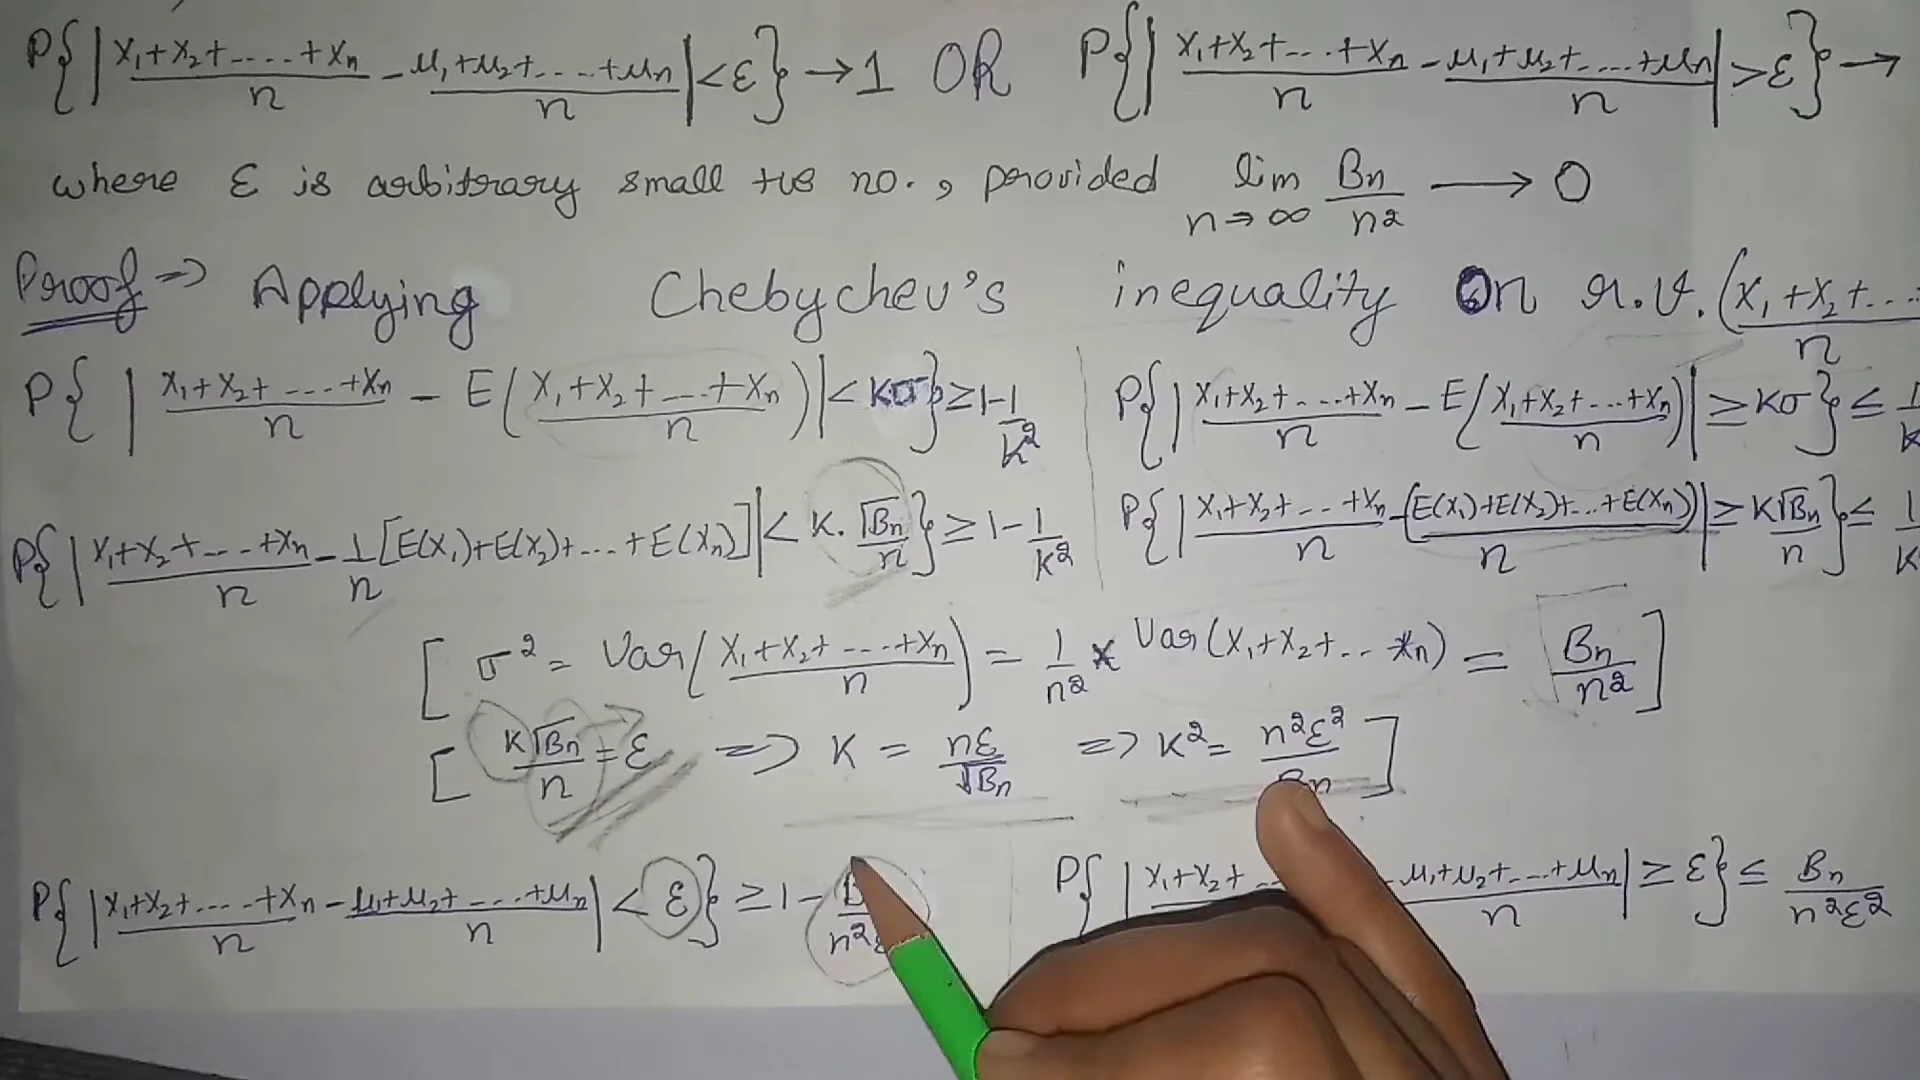 P{|X₁+X₂+....+Xₙ/n - μ₁+μ₂+....+μₙ/n|<ε}→1 OR P{|X₁+X₂+....+Xₙ/n - μ₁+μ₂+....+μₙ/n|>ε}→
where ε is arbitrary small +ve no., provided lim n→∞ Bₙ/n² → 0
Proof ⇒ Applying Chebychev's inequality On r.v. (X₁+X₂+.../n
P{|X₁+X₂+....+Xₙ/n - E(X₁+X₂+....+Xₙ/n)|<Kσ}≥1-1/K²
P{|X₁+X₂+....+Xₙ/n - E(X₁+X₂+...+Xₙ/n)|≥Kσ}≤1/K
P{|X₁+X₂+....+Xₙ/n - 1/n[E(X₁)+E(X₂)+...+E(Xₙ)]|<K.√Bₙ/n}≥1-1/K²
P{|X₁+X₂+...+Xₙ/n - (E(X₁)+E(X₂)+...+E(Xₙ))/n|≥K√Bₙ/n}≤1/K
[σ² = Var(X₁+X₂+....+Xₙ/n) = 1/n² × Var(X₁+X₂+...Xₙ) = Bₙ/n²]
[K√Bₙ/n = ε ⇒ K = nε/√Bₙ ⇒ K² = n²ε²/Bₙ]
P{|X₁+X₂+....+Xₙ/n - μ₁+μ₂+....+μₙ/n|<ε}≥1-B/n²ε
P{|X₁+X₂+... - μ₁+μ₂+....+μₙ/n|≥ε}≤Bₙ/n²ε²